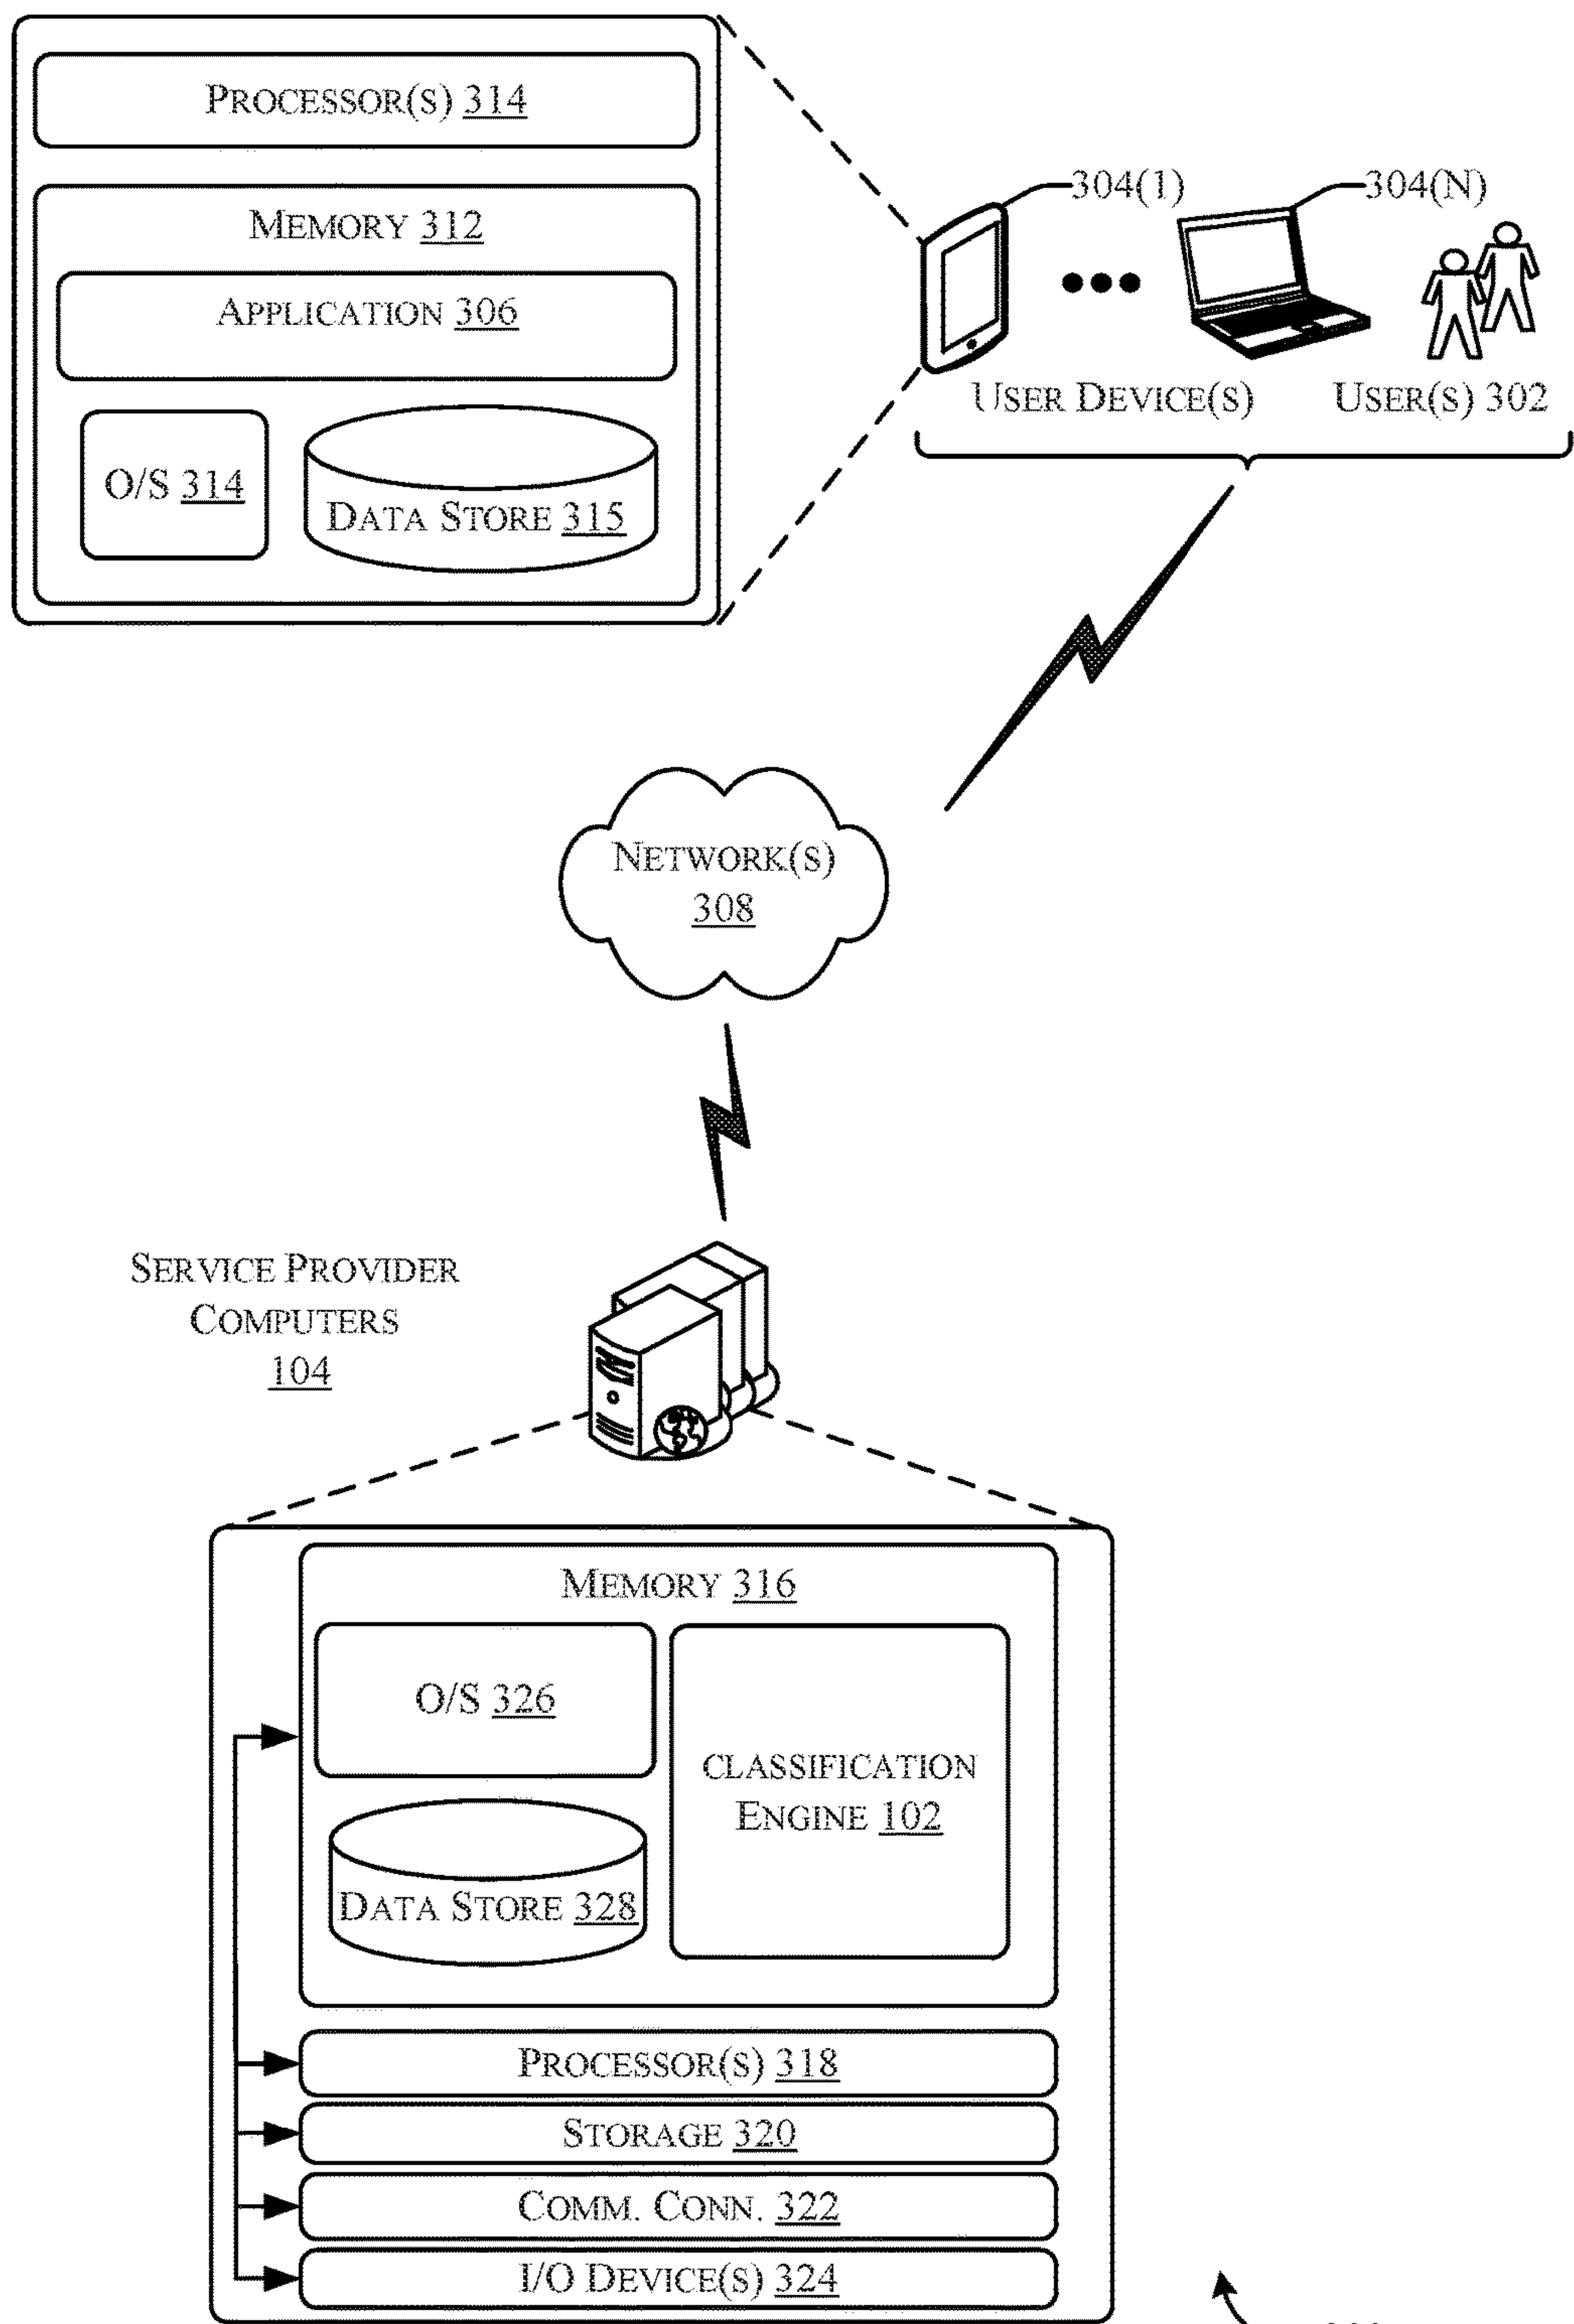 PROCESSOR(S) 314
MEMORY 312
APPLICATION 306
O/S 314
DATA STORE 315
304(1)
304(N)
USER DEVICE(S)
USER(S) 302
NETWORK(S)
308
SERVICE PROVIDER
COMPUTERS
104
MEMORY 316
O/S 326
DATA STORE 328
CLASSIFICATION
ENGINE 102
PROCESSOR(S) 318
STORAGE 320
COMM. CONN. 322
I/O DEVICE(S) 324